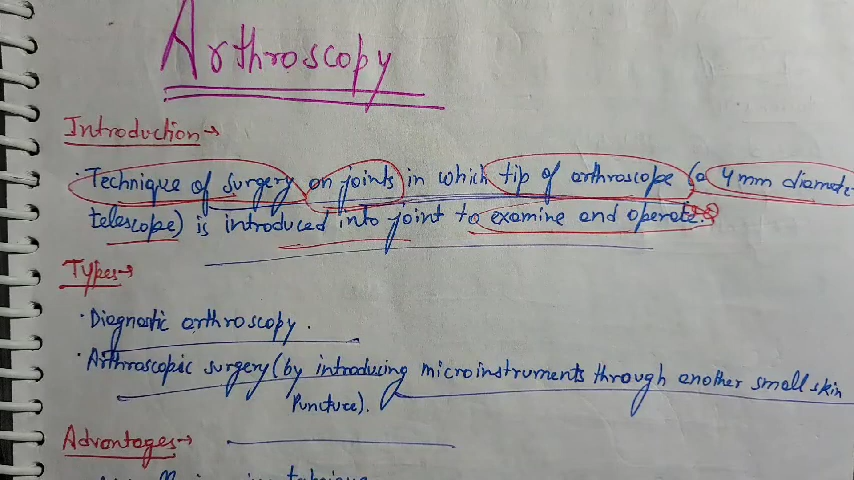 Arthroscopy
Introduction→
· Technique of surgery on joints in which tip of arthroscope (a 4mm diamete
telescope) is introduced into joint to examine and operate
Types→
· Diagnostic arthroscopy.
· Arthroscopic surgery (by introducing microinstruments through another small skin
Puncture).
Advantages→